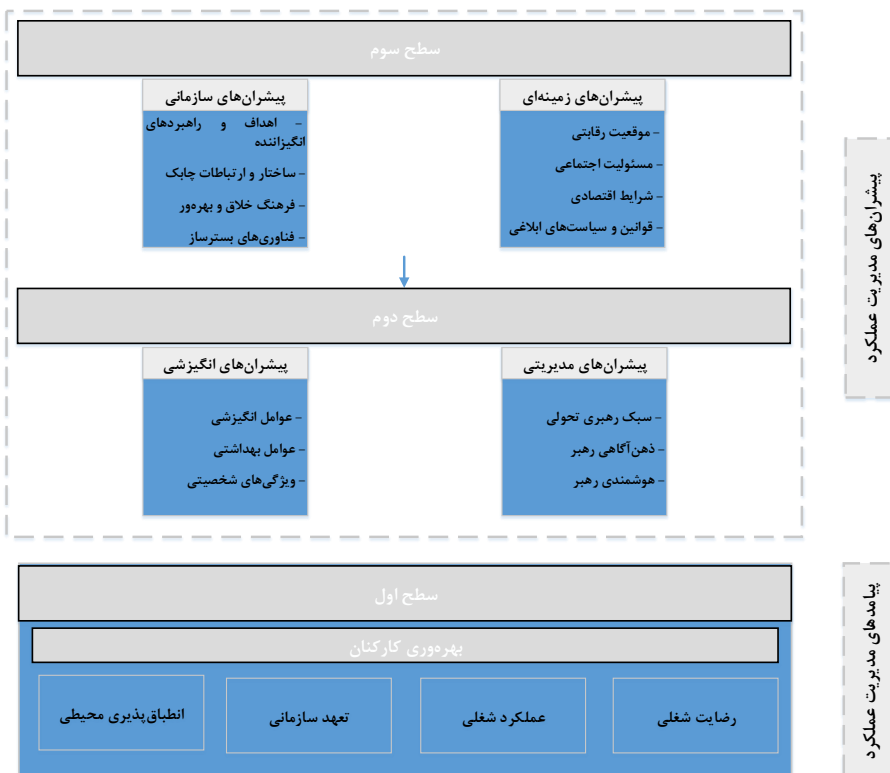 سطح سوم
پیشران‌های زمینه‌ای
- موقعیت رقابتی
- مسئولیت اجتماعی
- شرایط اقتصادی
- قوانین و سیاست‌های ابلاغی
پیشران‌های سازمانی
- اهداف و راهبردهای
انگیزاننده
- ساختار و ارتباطات چابک
- فرهنگ خلاق و بهره‌ور
- فناوری‌های بسترساز
سطح دوم
پیشران‌های مدیریتی
- سبک رهبری تحولی
- ذهن‌آگاهی رهبر
- هوشمندی رهبر
پیشران‌های انگیزشی
- عوامل انگیزشی
- عوامل بهداشتی
- ویژگی‌های شخصیتی
پیشران‌های مدیریت عملکرد
سطح اول
بهره‌وری کارکنان
رضایت شغلی
عملکرد شغلی
تعهد سازمانی
انطباق‌پذیری محیطی
پیامدهای مدیریت عملکرد